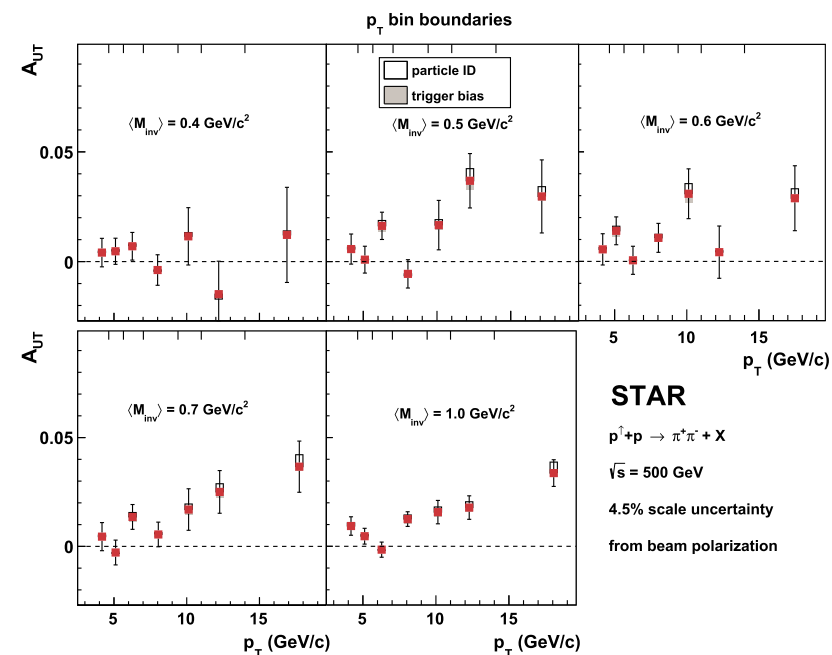 p_T bin boundaries
A_UT
particle ID
trigger bias
⟨M_inv⟩ = 0.4 GeV/c²
⟨M_inv⟩ = 0.5 GeV/c²
⟨M_inv⟩ = 0.6 GeV/c²
0.05
0
5 10 15
p_T (GeV/c)
A_UT
⟨M_inv⟩ = 0.7 GeV/c²
⟨M_inv⟩ = 1.0 GeV/c²
0.05
0
5 10 15
5 10 15
p_T (GeV/c)
p_T (GeV/c)
STAR
p↑+p → π⁺π⁻ + X
√s = 500 GeV
4.5% scale uncertainty
from beam polarization